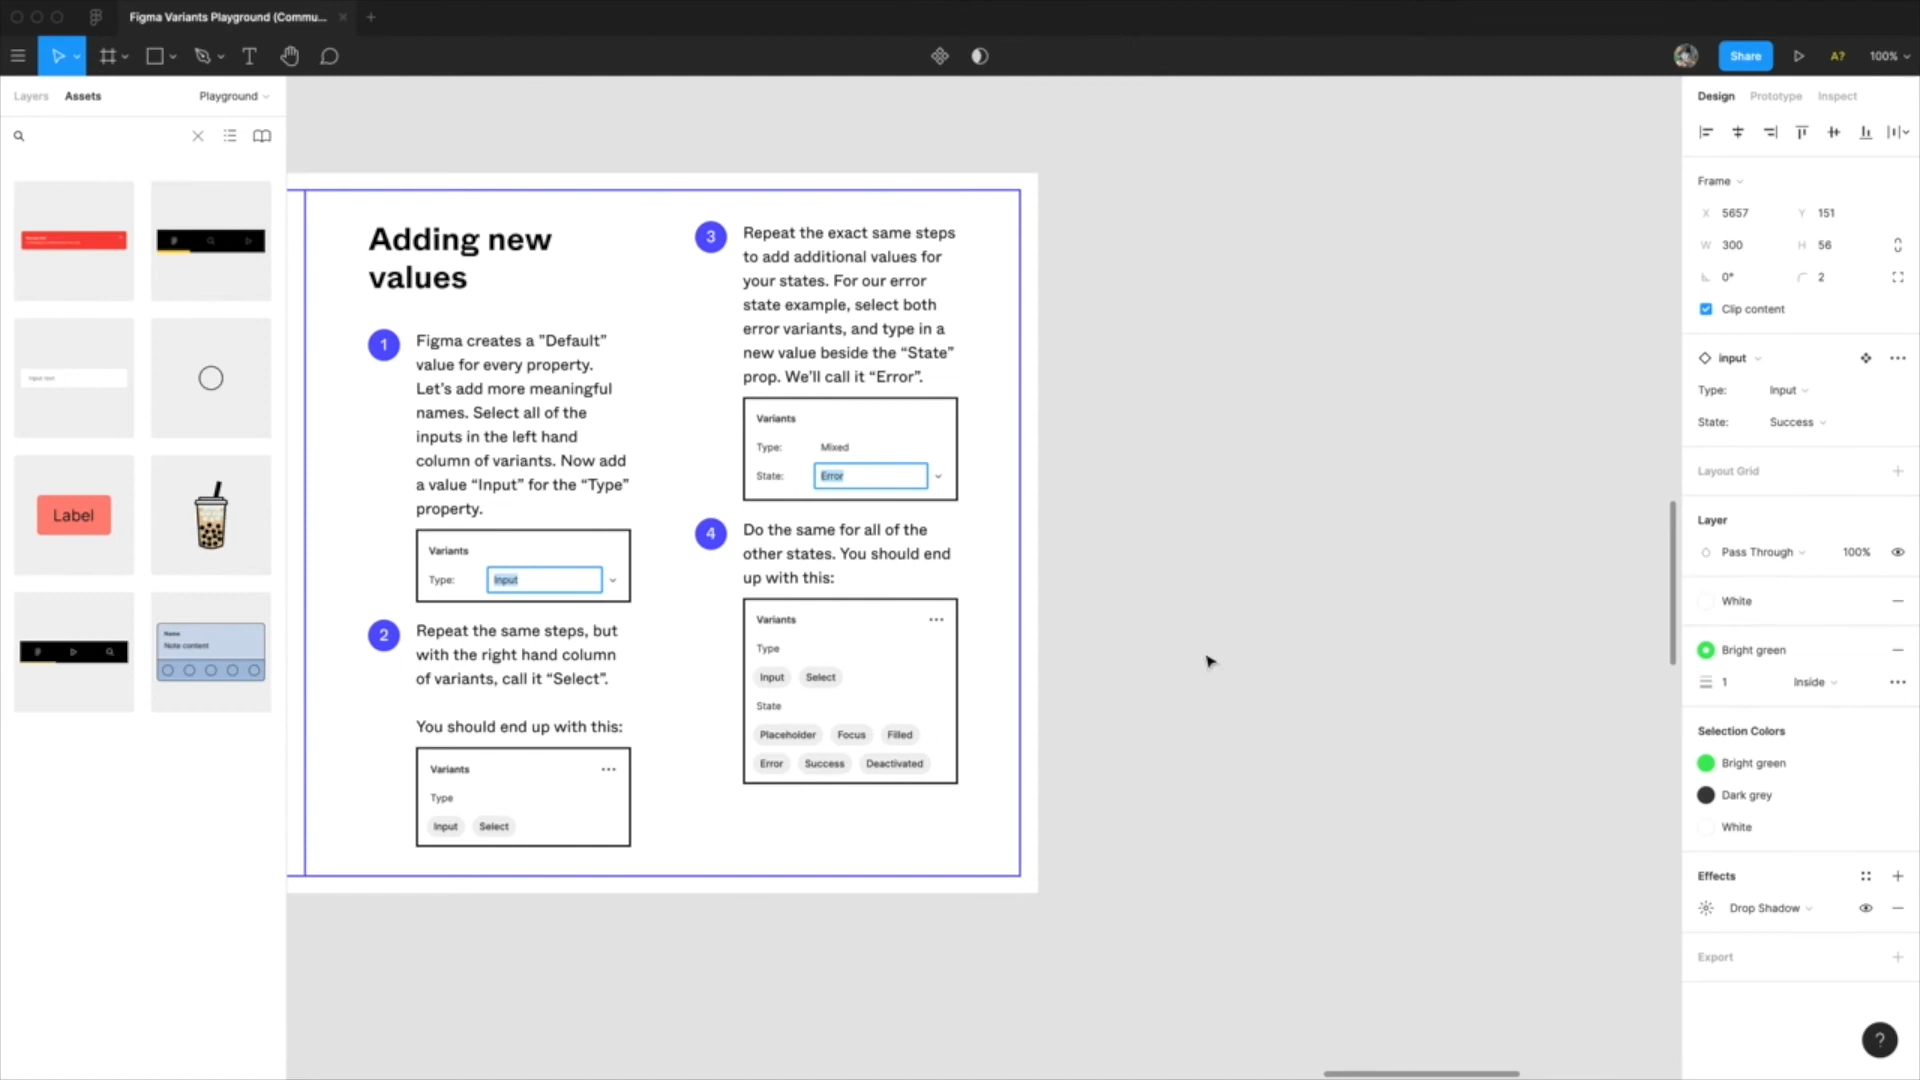 Figma Variants Playground (Commu...
Share
A?
100%
Layers
Assets
Playground
Input text
Label
Name
Note content
Adding new
values
1
Figma creates a "Default"
value for every property.
Let's add more meaningful
names. Select all of the
inputs in the left hand
column of variants. Now add
a value “Input” for the “Type”
property.
Variants
Type:
Input
2
Repeat the same steps, but
with the right hand column
of variants, call it “Select”.
You should end up with this:
Variants
Type
Input
Select
3
Repeat the exact same steps
to add additional values for
your states. For our error
state example, select both
error variants, and type in a
new value beside the “State”
prop. We’ll call it “Error”.
Variants
Type:
Mixed
State:
Error
4
Do the same for all of the
other states. You should end
up with this:
Variants
Type
Input
Select
State
Placeholder
Focus
Filled
Error
Success
Deactivated
Design
Prototype
Inspect
Frame
X 5657
Y 151
W 300
H 56
0°
2
Clip content
input
Type:
Input
State:
Success
Layout Grid
Layer
Pass Through
100%
White
Bright green
1
Inside
Selection Colors
Bright green
Dark grey
White
Effects
Drop Shadow
Export
?